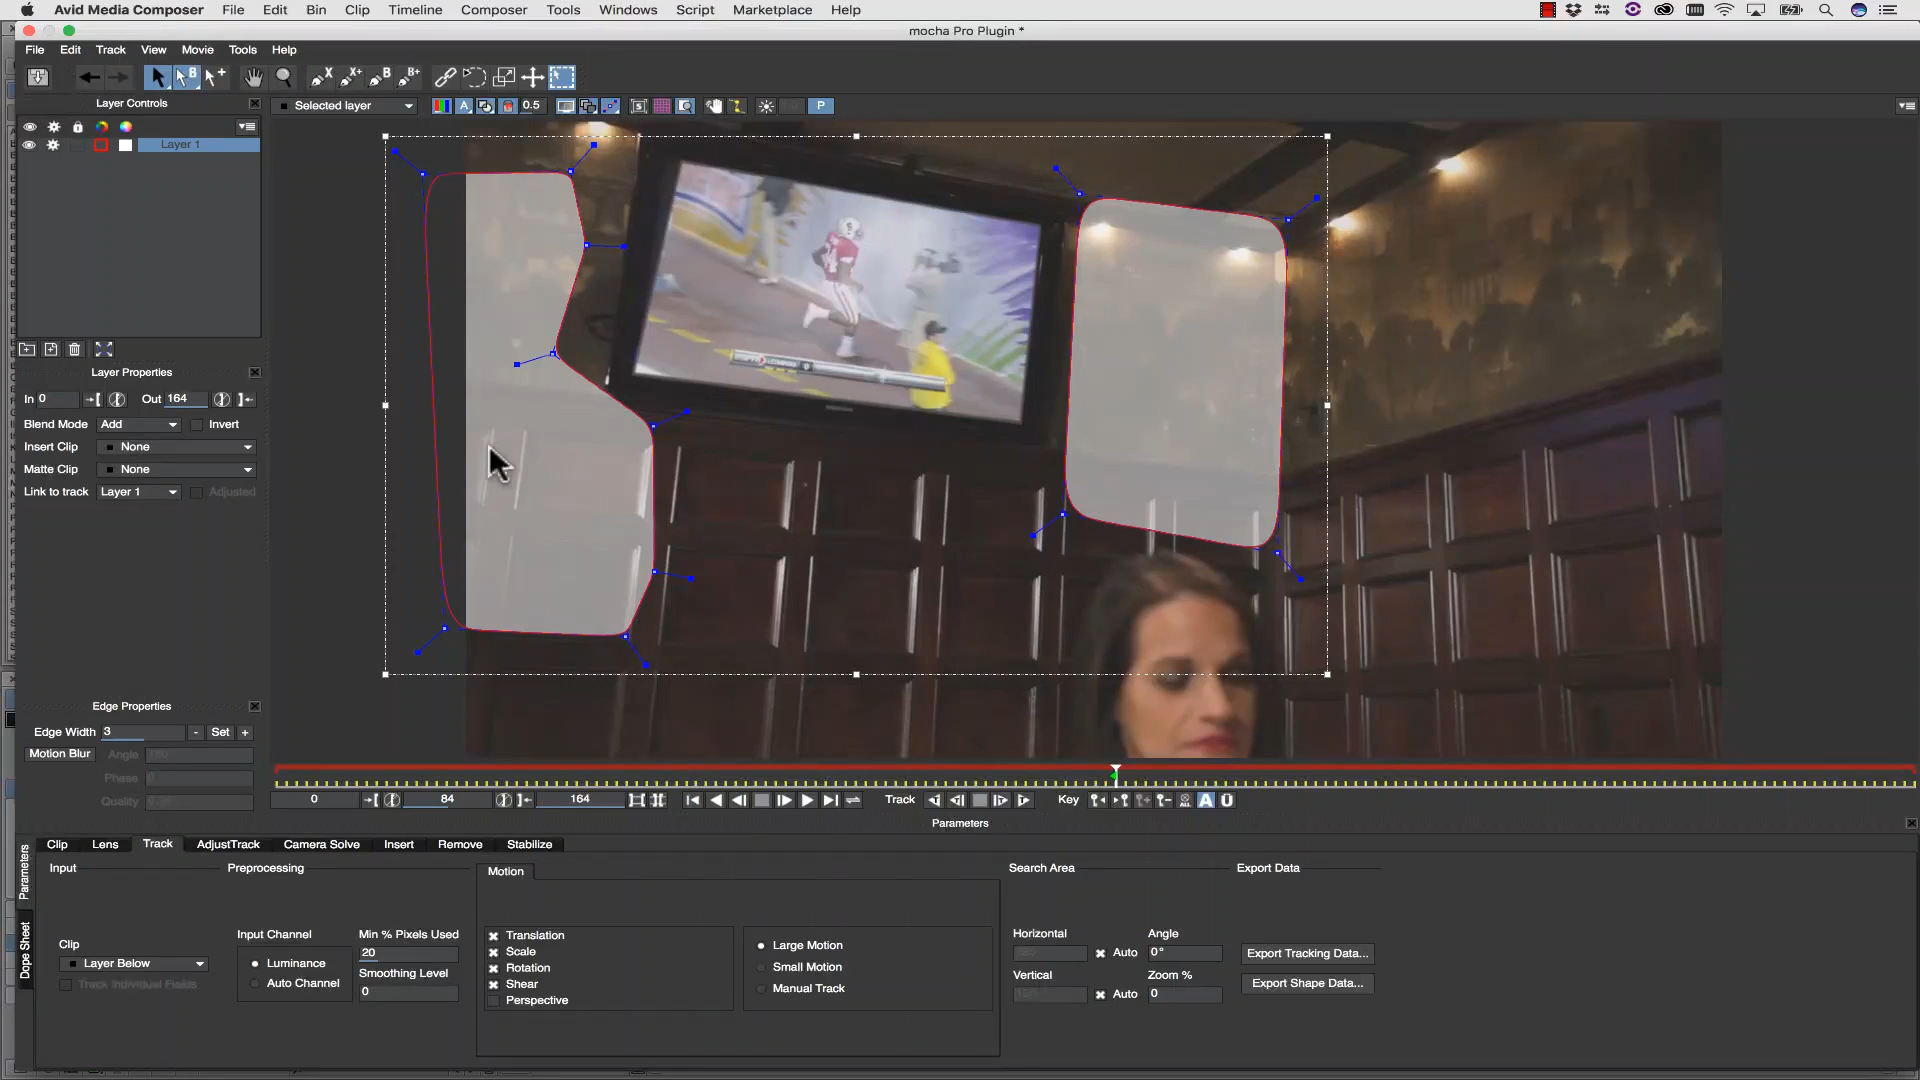 Avid Media Composer File Edit Bin Clip Timeline Composer Tools Windows Script Marketplace Help
mocha Pro Plugin *
File Edit Track View Movie Tools Help
Layer Controls
Selected layer
0.5
P
Layer 1
Layer Properties
In 0 Out 164
Blend Mode Add Invert
Insert Clip None
Matte Clip None
Link to track Layer 1 Adjusted
Edge Properties
Edge Width 3 - Set +
Motion Blur Angle 180
Phase 0
Quality
0 84 164 Track Key
Parameters
Clip Lens Track AdjustTrack Camera Solve Insert Remove Stabilize
Parameters
Dope Sheet
Input Preprocessing Motion Search Area Export Data
Input Channel Min % Pixels Used Translation Large Motion Horizontal Angle
Clip Luminance 20 Scale Small Motion Auto 0° Export Tracking Data...
Layer Below Auto Channel Smoothing Level Rotation Manual Track Vertical Zoom %
Track Individual Fields 0 Shear Auto 0 Export Shape Data...
Perspective